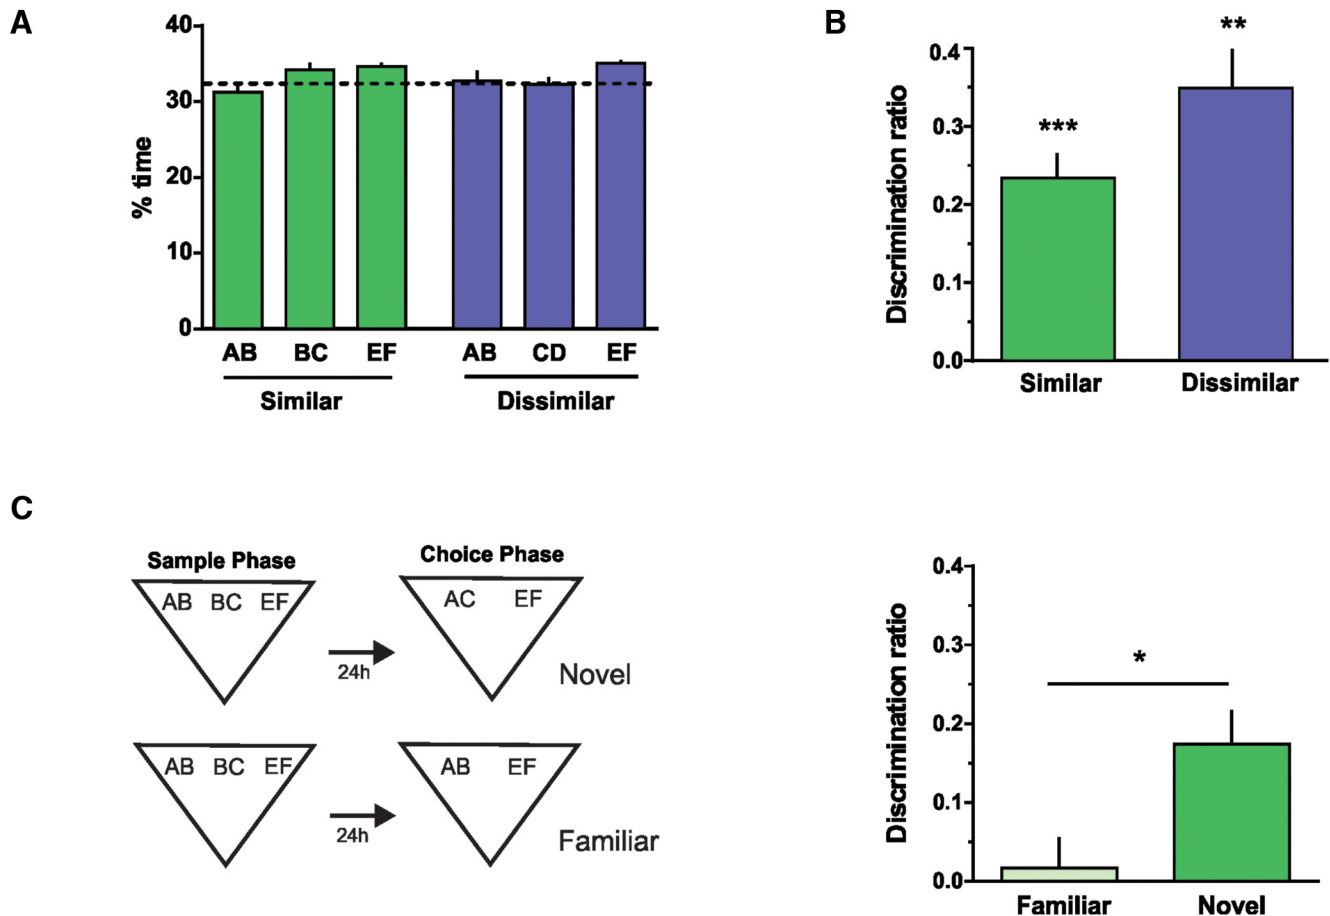 A
% time
40
30
20
10
0
AB BC EF AB CD EF
Similar Dissimilar
B
Discrimination ratio
**
***
0.4
0.3
0.2
0.1
0.0
Similar Dissimilar
C
Sample Phase Choice Phase
AB BC EF AC EF
24h
Novel
AB BC EF AB EF
24h
Familiar
Discrimination ratio
0.4
0.3
*
0.2
0.1
0.0
Familiar Novel